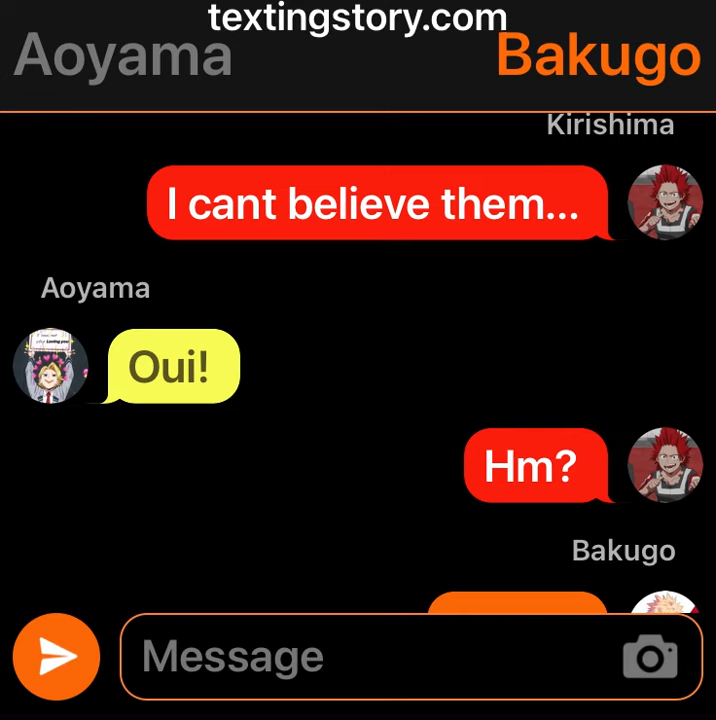 textingstory.com
Aoyama Bakugo
Kirishima
I cant believe them...
Aoyama
Oui!
Hm?
Bakugo
Message